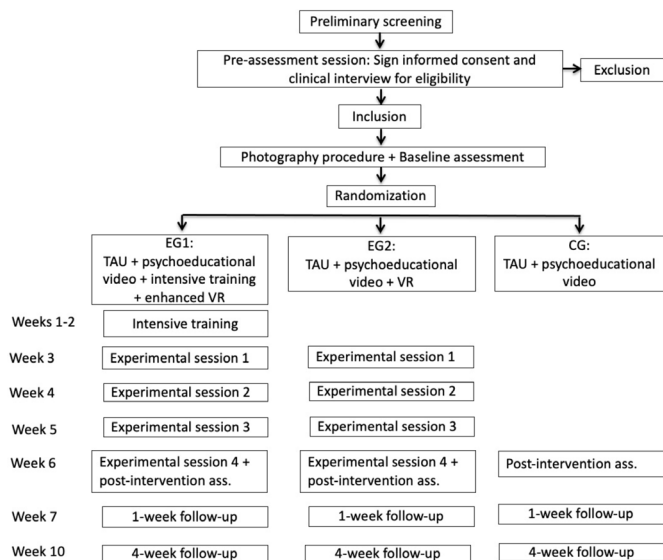 Preliminary screening
Pre-assessment session: Sign informed consent and
clinical interview for eligibility
Exclusion
Inclusion
Photography procedure + Baseline assessment
Randomization
EG1:
TAU + psychoeducational
video + intensive training
+ enhanced VR
EG2:
TAU + psychoeducational
video + VR
CG:
TAU + psychoeducational
video
Weeks 1-2
Intensive training
Week 3
Experimental session 1
Experimental session 1
Week 4
Experimental session 2
Experimental session 2
Week 5
Experimental session 3
Experimental session 3
Week 6
Experimental session 4 +
post-intervention ass.
Experimental session 4 +
post-intervention ass.
Post-intervention ass.
Week 7
1-week follow-up
1-week follow-up
1-week follow-up
Week 10
4-week follow-up
4-week follow-up
4-week follow-up